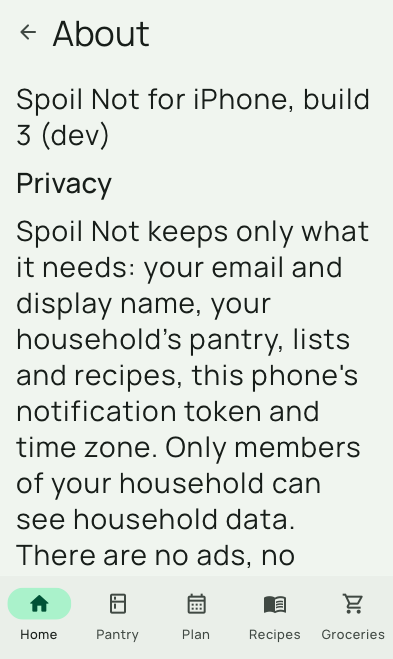 About
Spoil Not for iPhone, build
3 (dev)
Privacy
Spoil Not keeps only what
it needs: your email and
display name, your
household’s pantry, lists
and recipes, this phone's
notification token and
time zone. Only members
of your household can
see household data.
There are no ads, no
Home
Pantry
Plan
Recipes
Groceries